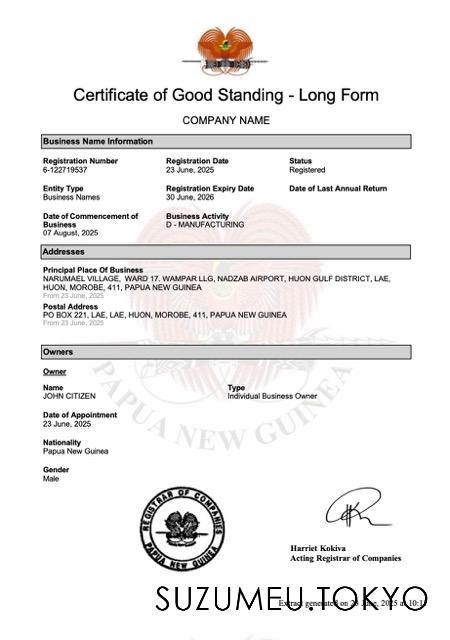 Certificate of Good Standing - Long Form
COMPANY NAME
Business Name Information
Registration Number Registration Date Status
6-122719537 23 June, 2025 Registered
Entity Type Registration Expiry Date Date of Last Annual Return
Business Names 30 June, 2026
Date of Commencement of Business Activity
Business D - MANUFACTURING
07 August, 2025
Addresses
Principal Place Of Business
NARUMAEL VILLAGE, WARD 17. WAMPAR LLG, NADZAB AIRPORT, HUON GULF DISTRICT, LAE,
HUON, MOROBE, 411, PAPUA NEW GUINEA
From 23 June, 2025
Postal Address
PO BOX 221, LAE, LAE, HUON, MOROBE, 411, PAPUA NEW GUINEA
From 23 June, 2025
Owners
Owner
Name Type
JOHN CITIZEN Individual Business Owner
Date of Appointment
23 June, 2025
Nationality
Papua New Guinea
Gender
Male
PAPUA NEW GUINEA
REGISTRAR OF COMPANIES
PAPUA NEW GUINEA
Harriet Kokiva
Acting Registrar of Companies
Extract generated on June, 2025 at
SUZUMEU.TOKYO